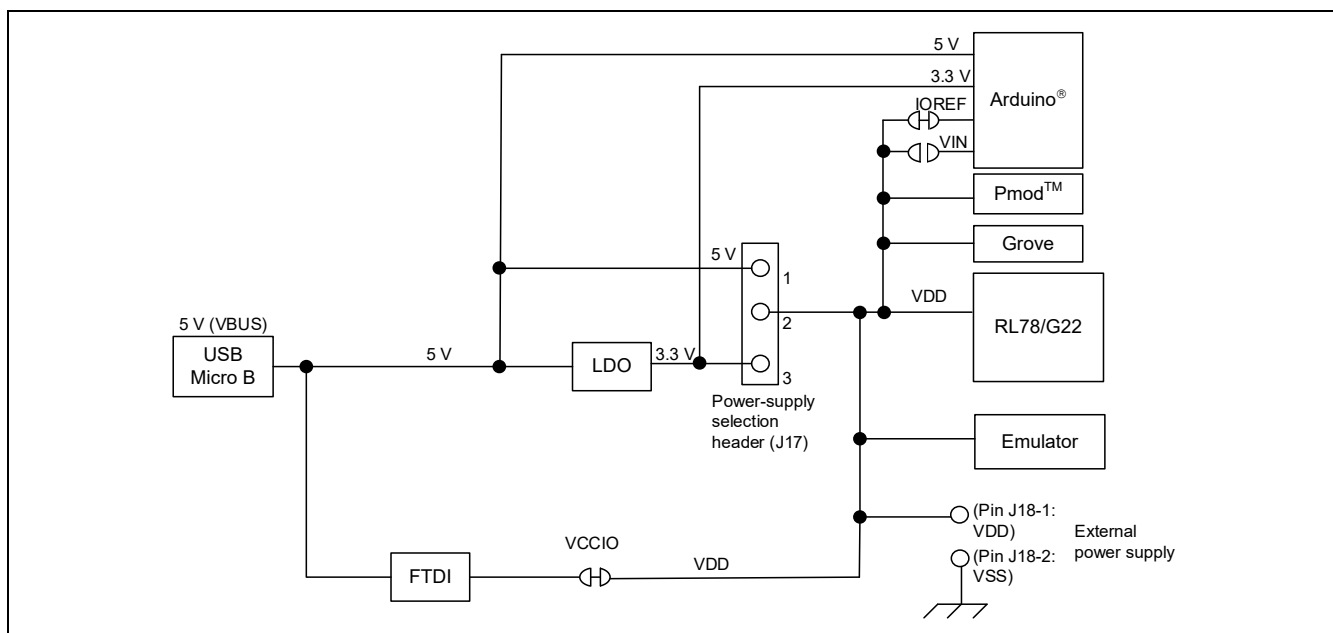 5 V
3.3 V
Arduino®
IOREF
VIN
Pmod™
Grove
5 V
1
VDD
2
RL78/G22
5 V (VBUS)
USB
Micro B
5 V
LDO
3.3 V
3
Power-supply
selection
header (J17)
Emulator
(Pin J18-1:
VDD)
External
power supply
(Pin J18-2:
VSS)
VCCIO
VDD
FTDI